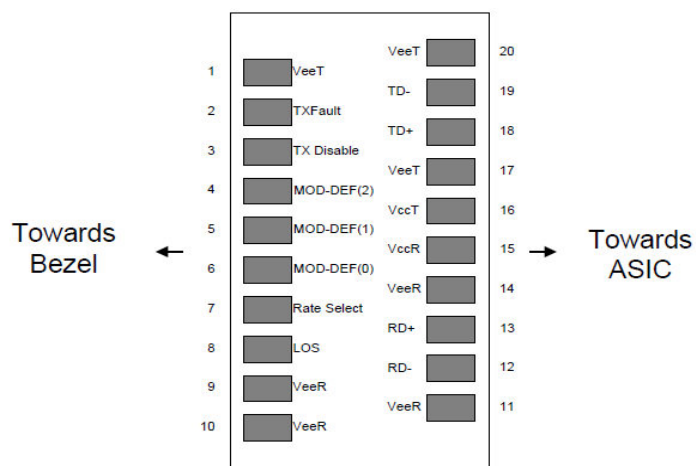 1 VeeT
2 TXFault
3 TX Disable
4 MOD-DEF(2)
5 MOD-DEF(1)
6 MOD-DEF(0)
7 Rate Select
8 LOS
9 VeeR
10 VeeR
VeeT 20
TD- 19
TD+ 18
VeeT 17
VccT 16
VccR 15
VeeR 14
RD+ 13
RD- 12
VeeR 11
Towards
Bezel
Towards
ASIC